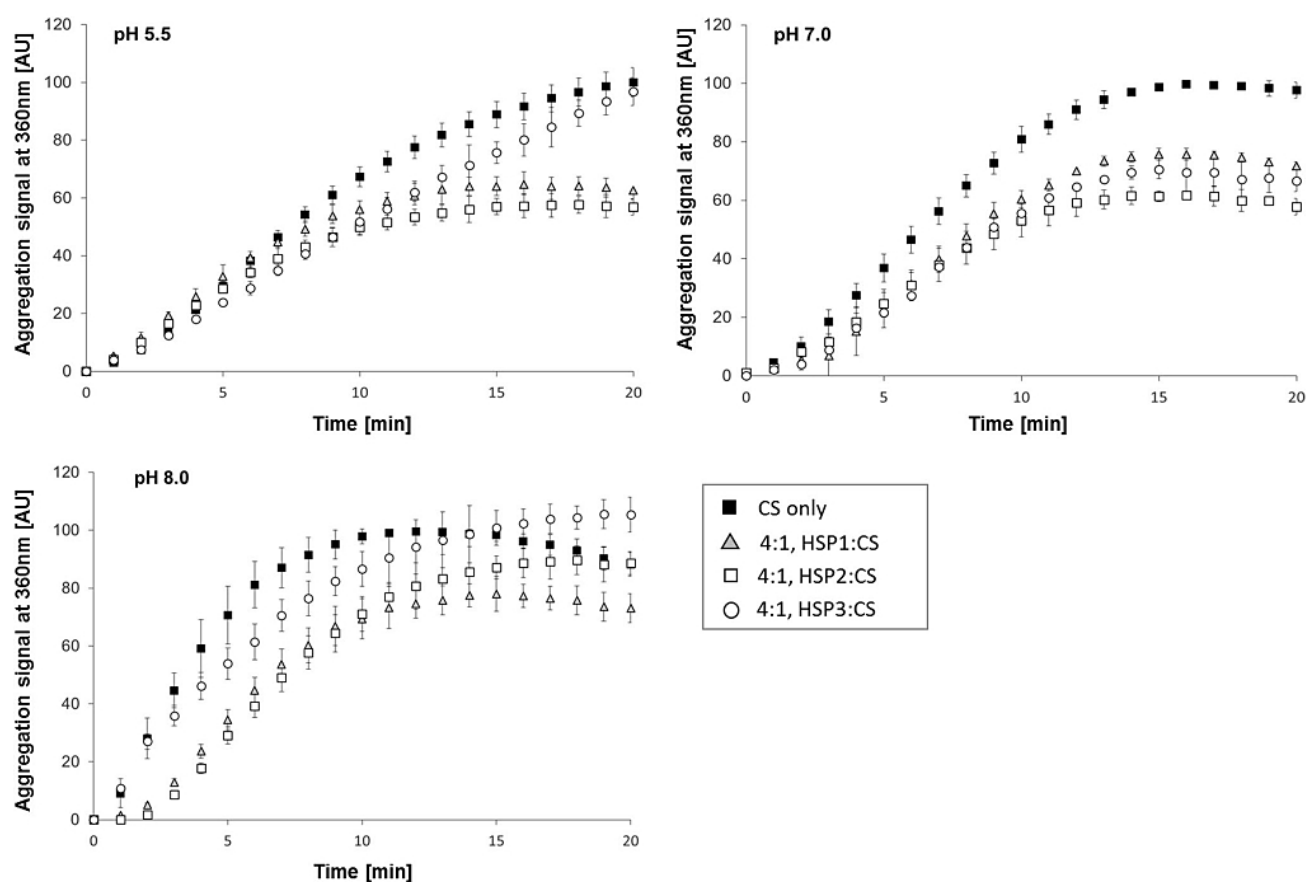 pH 5.5
Aggregation signal at 360nm [AU]
120
100
80
60
40
20
0
0 5 10 15 20
Time [min]
pH 7.0
Aggregation signal at 360nm [AU]
120
100
80
60
40
20
0
0 5 10 15 20
Time [min]
pH 8.0
Aggregation signal at 360nm [AU]
120
100
80
60
40
20
0
0 5 10 15 20
Time [min]
CS only
4:1, HSP1:CS
4:1, HSP2:CS
4:1, HSP3:CS